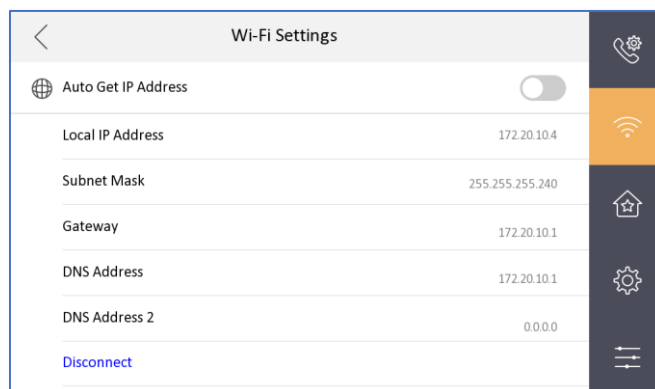 Wi-Fi Settings
Auto Get IP Address
Local IP Address 172.20.10.4
Subnet Mask 255.255.255.240
Gateway 172.20.10.1
DNS Address 172.20.10.1
DNS Address 2 0.0.0.0
Disconnect